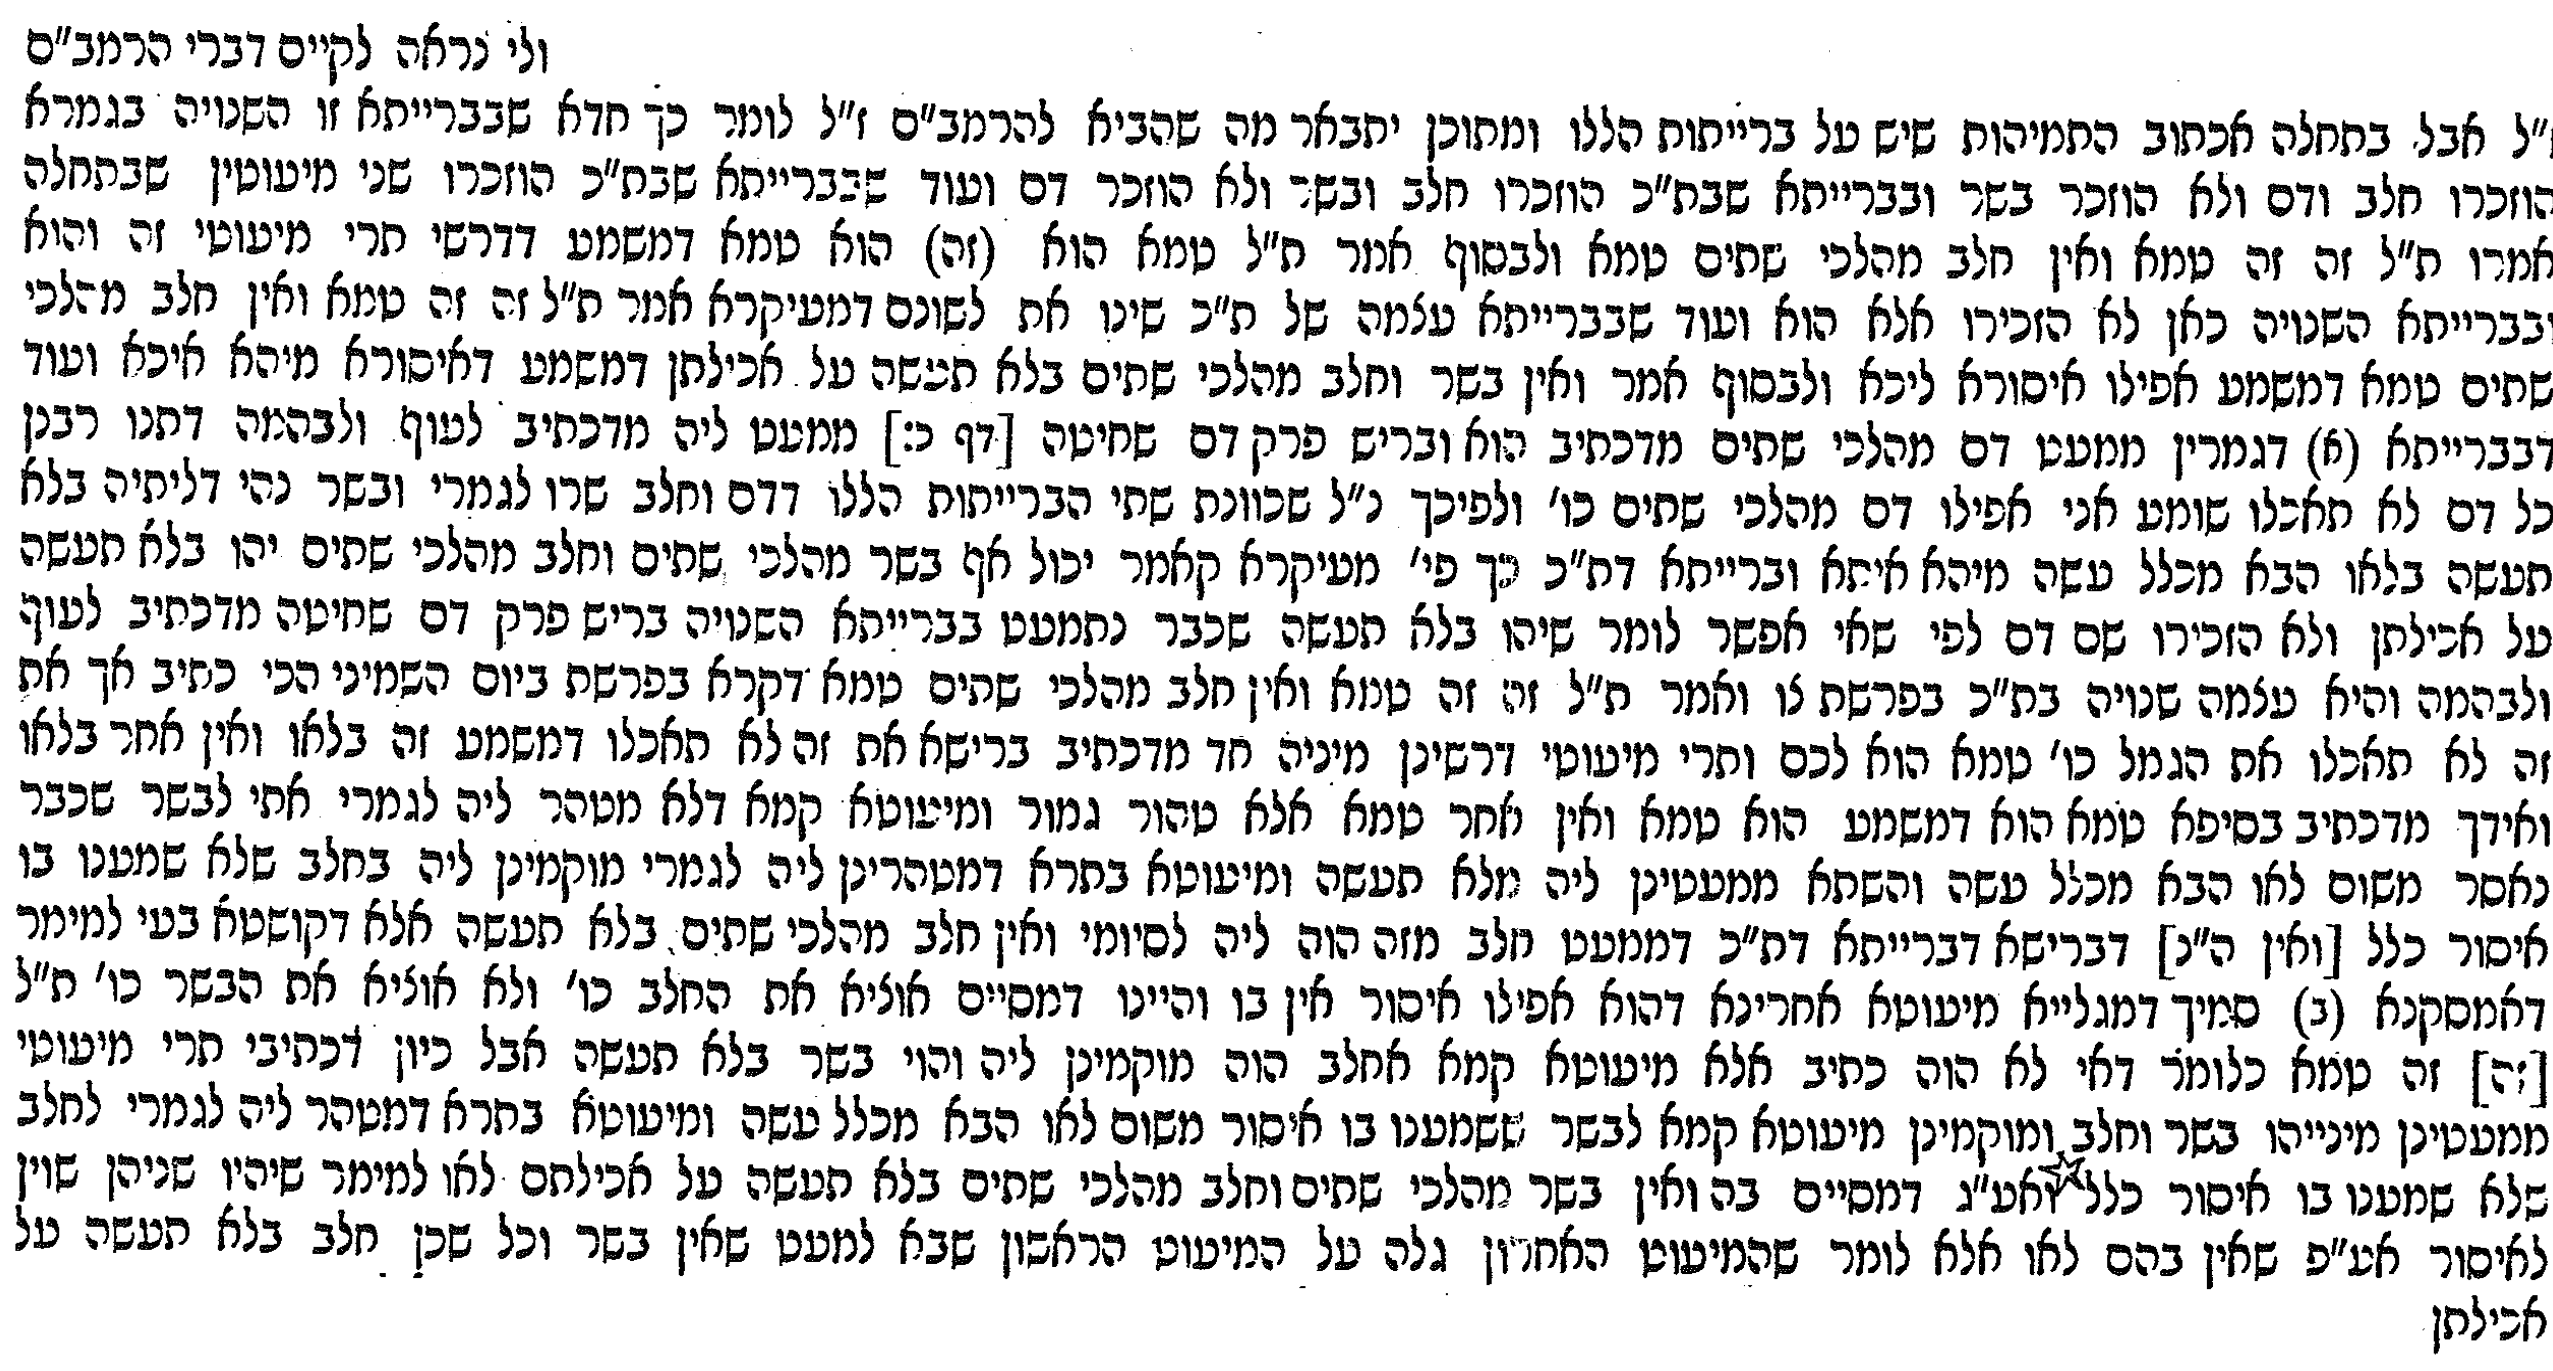 ולי נראה לקיים דברי הרמב"ם
ז"ל אבל בתחלה אכתוב התמיהות שיש על ברייתות הללו ומתוכן יתבאר מה שהביא להרמב"ם ז"ל לומר כך חדא שבברייתא זו השנויה בגמרא
הוזכרו חלב ודם ולא הוזכר בשר ובברייתא שבת"כ הוזכרו חלב ובשר ולא הוזכר דם ועוד שבברייתא שבת"כ הוזכרו שני מיעוטין שבתחלה
אמרו ת"ל זה זה טמא ואין חלב מהלכי שתים טמא ולבסוף אמר ת"ל טמא הוא (זה) הוא טמא דמשמע דדרשי תרי מיעוטי זה והוא
ובברייתא השנויה כאן לא הזכירו אלא הוא ועוד שבברייתא עצמה של ת"כ שינו את לשונם דמעיקרא אמר ת"ל זה זה טמא ואין חלב מהלכי
שתים טמא דמשמע אפילו איסורא ליכא ולבסוף אמר ואין בשר וחלב מהלכי שתים בלא תעשה על אכילתן דמשמע דאיסורא מיהא איכא ועוד
דבברייתא (א) דגמרין ממעט דם מהלכי שתים מדכתיב הוא ובריש פרק דם שחיטה [דף כ:] ממעט ליה מדכתיב לעוף ולבהמה דתנו רבנן
כל דם לא תאכלו שומע אני אפילו דם מהלכי שתים כו' ולפיכך נ"ל שכוונת שתי הברייתות הללו דדם וחלב שרו לגמרי ובשר נהי דליתיה בלא
תעשה בלאו הבא מכלל עשה מיהא איתא וברייתא דת"כ כך פי' מעיקרא קאמר יכול אף בשר מהלכי שתים וחלב מהלכי שתים יהו בלא תעשה
על אכילתן ולא הזכירו שם דם לפי שאי אפשר לומר שיהו בלא תעשה שכבר נתמעט בברייתא השנויה בריש פרק דם שחיטה מדכתיב לעוף
ולבהמה והיא עצמה שנויה בת"כ בפרשת צו ואמר ת"ל זה זה טמא ואין חלב מהלכי שתים טמא דקרא בפרשת ביום השמיני הכי כתיב אך את
זה לא תאכלו את הגמל כו' טמא הוא לכם ותרי מיעוטי דרשינן מיניה חד מדכתיב ברישא את זה לא תאכלו דמשמע זה בלאו ואין אחר בלאו
ואידך מדכתיב בסיפא טמא הוא דמשמע הוא טמא ואין אחר טמא אלא טהור גמור ומיעוטא קמא דלא מטהר ליה לגמרי אתי לבשר שכבר
נאסר משום לאו הבא מכלל עשה והשתא ממעטינן ליה מלא תעשה ומיעוטא בתרא דמטהרינן ליה לגמרי מוקמינן ליה בחלב שלא שמענו בו
איסור כלל [ואין ה"נ] דברישא דברייתא דת"כ דממעט חלב מזה הוה ליה לסיומי ואין חלב מהלכי שתים בלא תעשה אלא דקושטא בעי למימר
דאמסקנא (ב) סמיך דמגלייא מיעוטא אחרינא דהוא אפילו איסור אין בו והיינו דמסיים אוציא את החלב כו' ולא אוציא את הבשר כו' ת"ל
[זה] זה טמא כלומר דאי לא הוה כתיב אלא מיעוטא קמא אחלב הוה מוקמינן ליה והוי בשר בלא תעשה אבל כיון דכתיבי תרי מיעוטי
ממעטינן מינייהו בשר וחלב ומוקמינן מיעוטא קמא לבשר ששמענו בו איסור משום לאו הבא מכלל עשה ומיעוטא בתרא דמטהר ליה לגמרי לחלב
שלא שמענו בו איסור כלל ואע"ג דמסיים בה ואין בשר מהלכי שתים וחלב מהלכי שתים בלא תעשה על אכילתם לאו למימר שיהיו שניהן שוין
לאיסור אע"פ שאין בהם לאו אלא לומר שהמיעוט האחרון גלה על המיעוט הראשון שבא למעט שאין בשר וכל שכן חלב בלא תעשה על
אכילתן